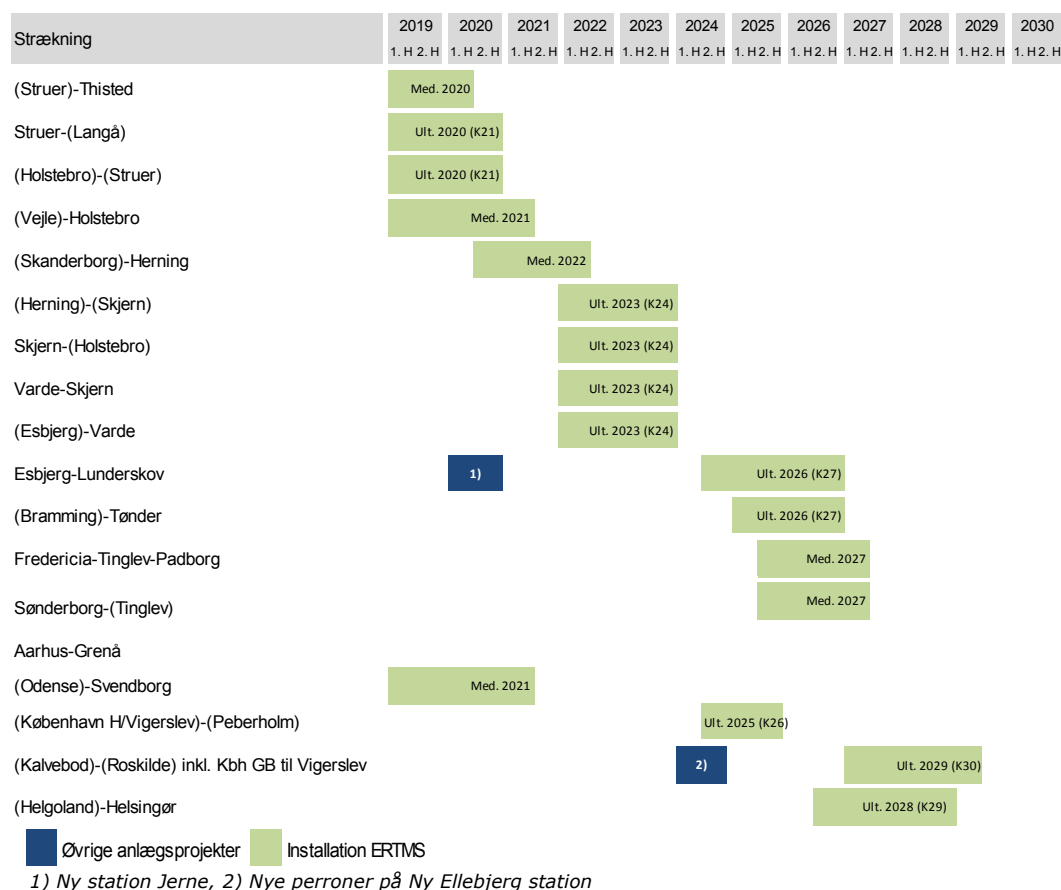 Strækning 2019 2020 2021 2022 2023 2024 2025 2026 2027 2028 2029 2030
1. H 2. H 1. H 2. H 1. H 2. H 1. H 2. H 1. H 2. H 1. H 2. H 1. H 2. H 1. H 2. H 1. H 2. H 1. H 2. H 1. H 2. H 1. H 2. H
(Struer)-Thisted Med. 2020
Struer-(Langå) Ult. 2020 (K21)
(Holstebro)-(Struer) Ult. 2020 (K21)
(Vejle)-Holstebro Med. 2021
(Skanderborg)-Herning Med. 2022
(Herning)-(Skjern) Ult. 2023 (K24)
Skjern-(Holstebro) Ult. 2023 (K24)
Varde-Skjern Ult. 2023 (K24)
(Esbjerg)-Varde Ult. 2023 (K24)
Esbjerg-Lunderskov 1) Ult. 2026 (K27)
(Bramming)-Tønder Ult. 2026 (K27)
Fredericia-Tinglev-Padborg Med. 2027
Sønderborg-(Tinglev) Med. 2027
Aarhus-Grenå
(Odense)-Svendborg Med. 2021
(København H/Vigerslev)-(Peberholm) Ult. 2025 (K26)
(Kalvebod)-(Roskilde) inkl. Kbh GB til Vigerslev 2) Ult. 2029 (K30)
(Helgoland)-Helsingør Ult. 2028 (K29)
Øvrige anlægsprojekter Installation ERTMS
1) Ny station Jerne, 2) Nye perroner på Ny Ellebjerg station